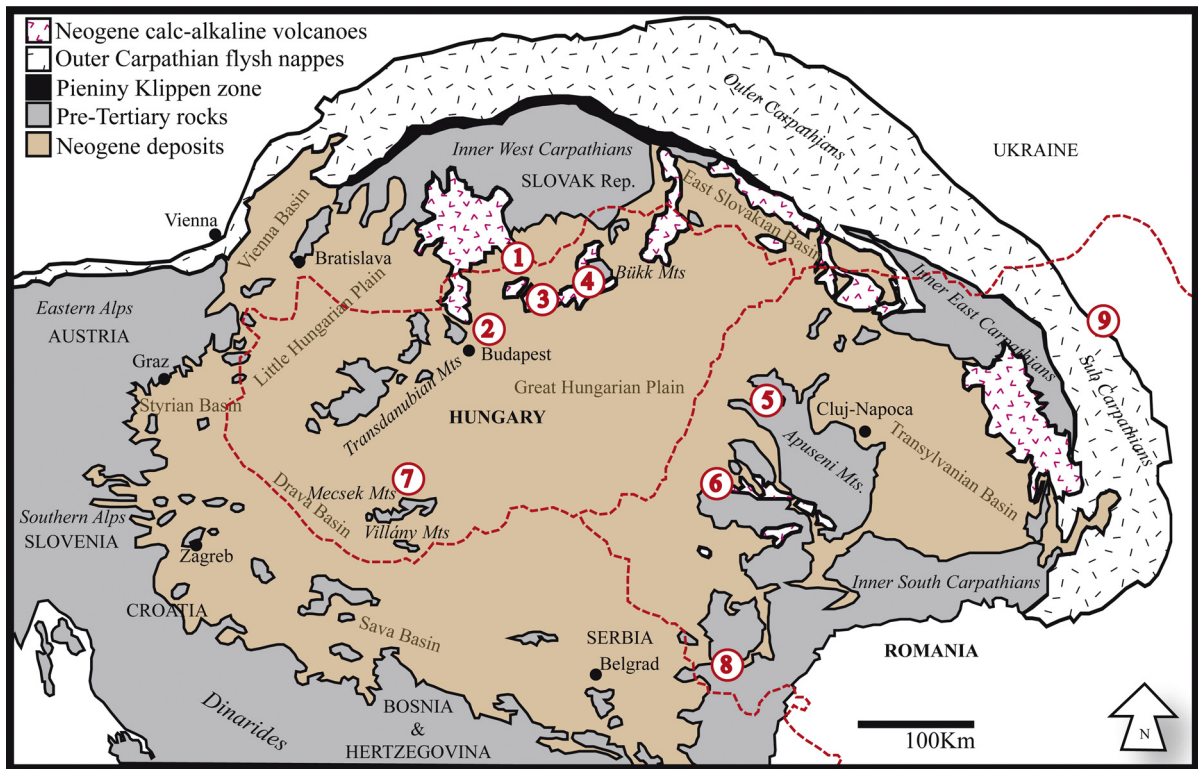 Neogene calc-alkaline volcanoes
Outer Carpathian flysh nappes
Pieniny Klippen zone
Pre-Tertiary rocks
Neogene deposits
Outer Carpathians
UKRAINE
Inner West Carpathians
SLOVAK Rep.
East Slovaktian Basin
Vienna
Vienna Basin
Bratislava
1
Bükk Mts
4
3
Inner East Carpathians
Eastern Alps
AUSTRIA
Little Hungarian Plain
2
Budapest
9
Graz
Styrian Basin
Transdanubian Mts
Great Hungarian Plain
HUNGARY
5
Cluj-Napoca
Apuseni Mts.
Transylvanian Basin
Sub Carpathians
7
Mecsek Mts
6
Drava Basin
Villány Mts
Southern Alps
SLOVENIA
Zagreb
Inner South Carpathians
CROATIA
Sava Basin
SERBIA
Belgrad
8
ROMANIA
Dinarides
BOSNIA
&
HERTZEGOVINA
100Km
N